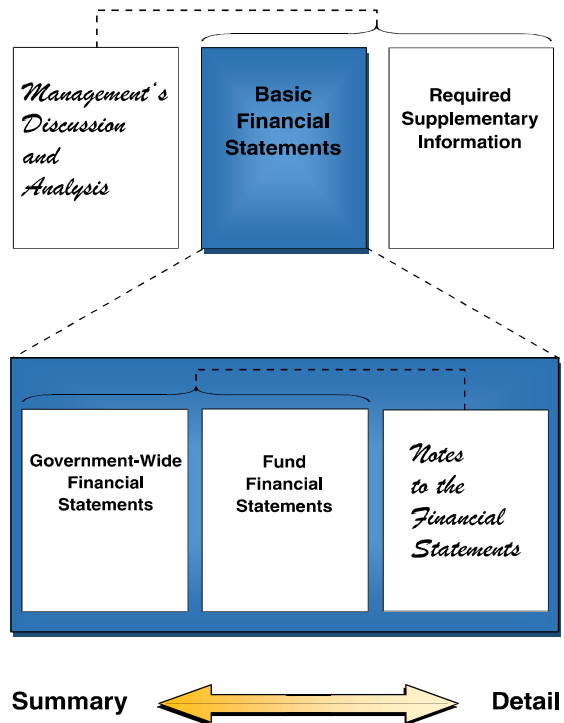 Management's
Discussion
and
Analysis
Basic
Financial
Statements
Required
Supplementary
Information
Government-Wide
Financial
Statements
Fund
Financial
Statements
Notes
to the
Financial
Statements
Summary
Detail